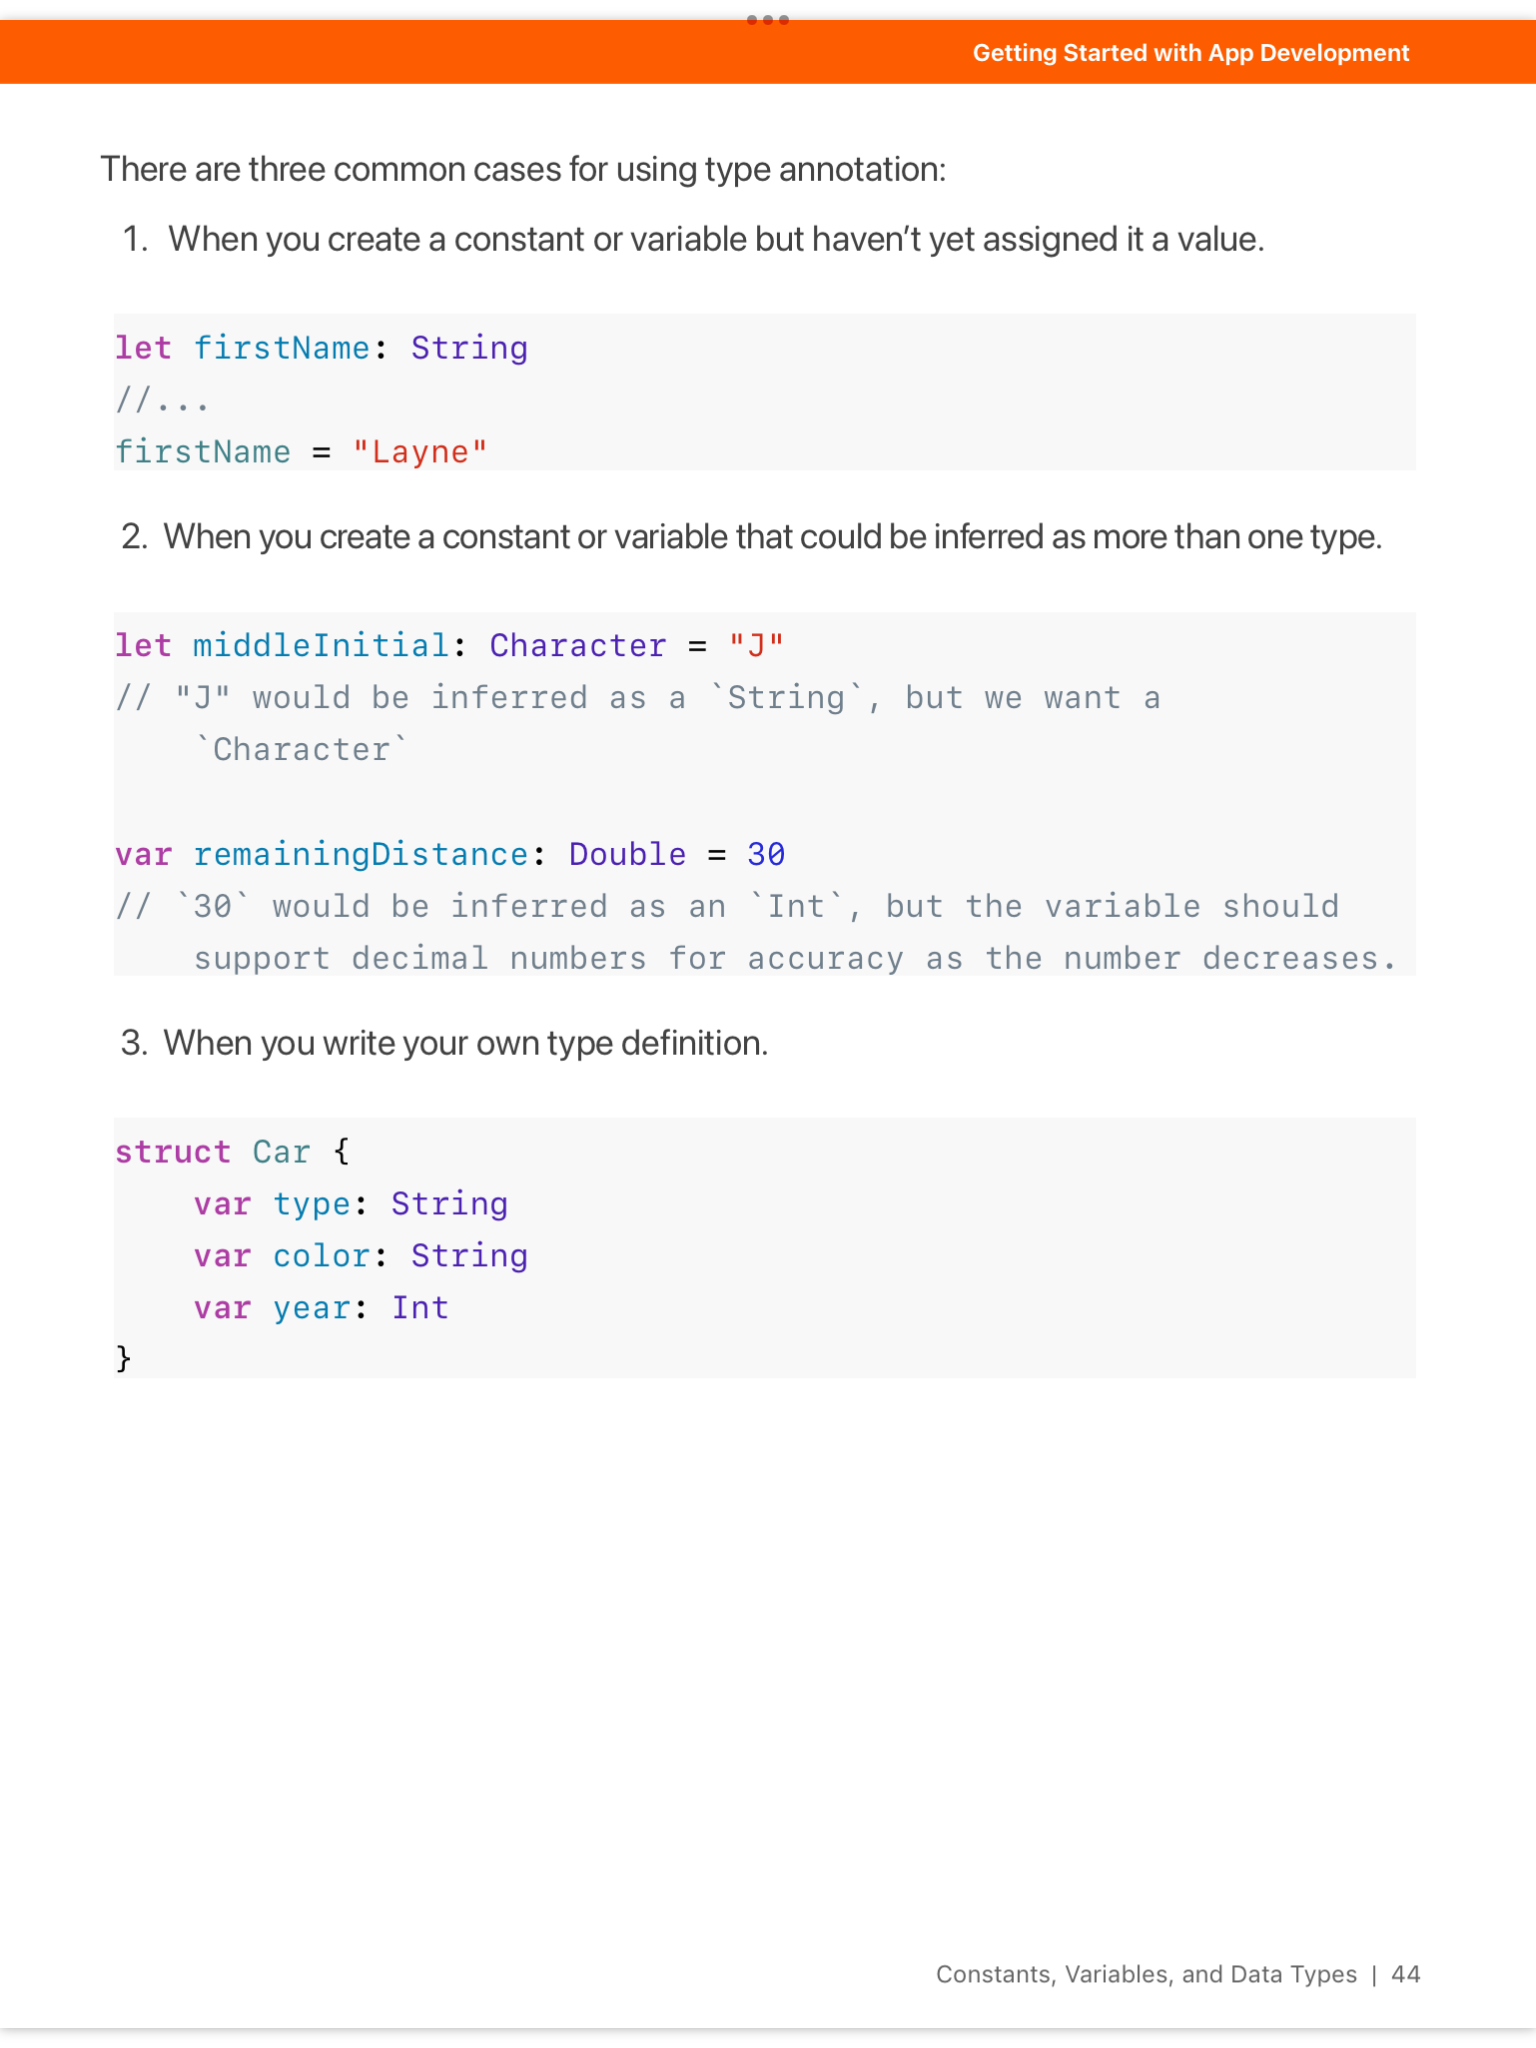 Getting Started with App Development
There are three common cases for using type annotation:
1. When you create a constant or variable but haven’t yet assigned it a value.
let firstName: String
//...
firstName = "Layne"
2. When you create a constant or variable that could be inferred as more than one type.
let middleInitial: Character = "J"
// "J" would be inferred as a `String`, but we want a
    `Character`
var remainingDistance: Double = 30
// `30` would be inferred as an `Int`, but the variable should
    support decimal numbers for accuracy as the number decreases.
3. When you write your own type definition.
struct Car {
    var type: String
    var color: String
    var year: Int
}
Constants, Variables, and Data Types | 44